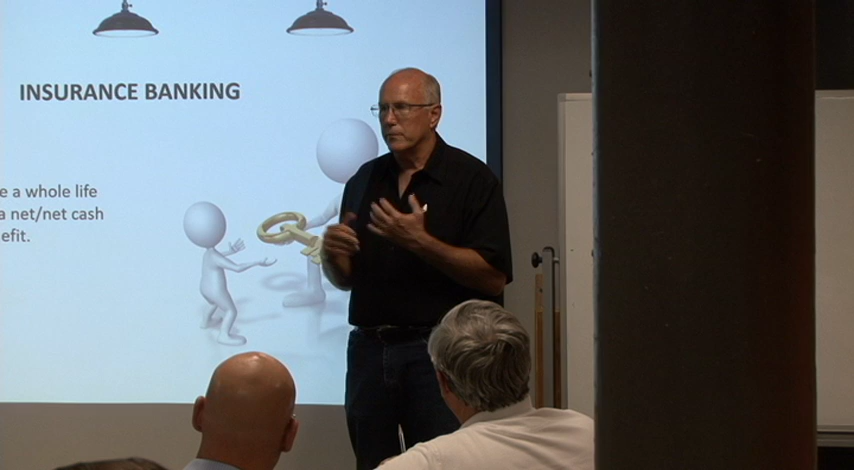 INSURANCE BANKING
e a whole life
a net/net cash
efit.